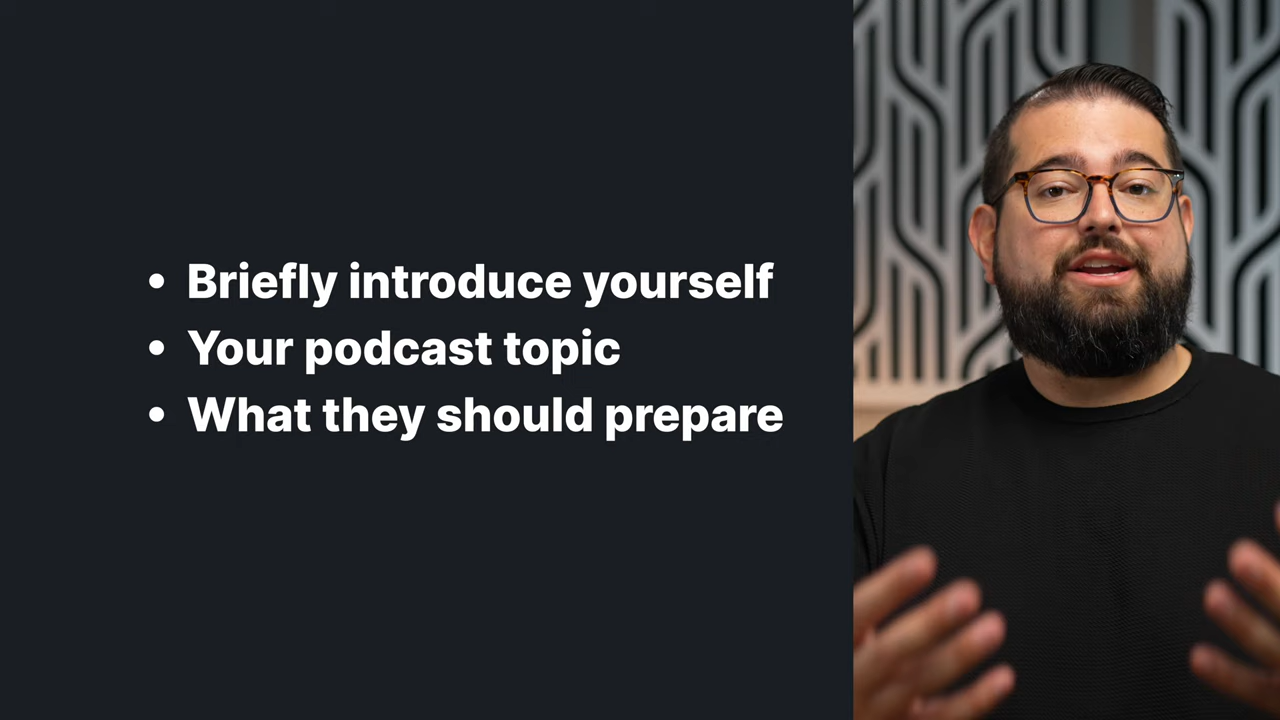 • Briefly introduce yourself
• Your podcast topic
• What they should prepare